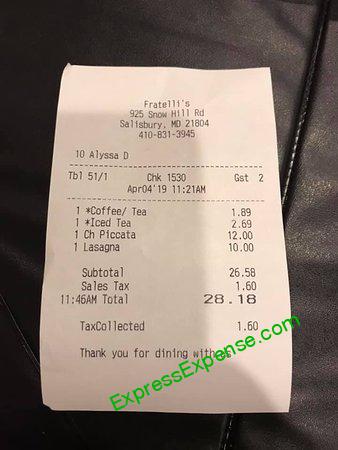 Fratelli's
925 Snow Hill Rd
Salisbury, MD 21804
410-831-3945
10 Alyssa D
Tbl 51/1 Chk 1530 Gst 2
Apr04'19 11:21AM
1 *Coffee/ Tea 1.89
1 *Iced Tea 2.69
1 Ch Piccata 12.00
1 Lasagna 10.00
Subtotal 26.58
Sales Tax 1.60
11:46AM Total 28.18
TaxCollected 1.60
Thank you for dining with us
ExpressExpense.com